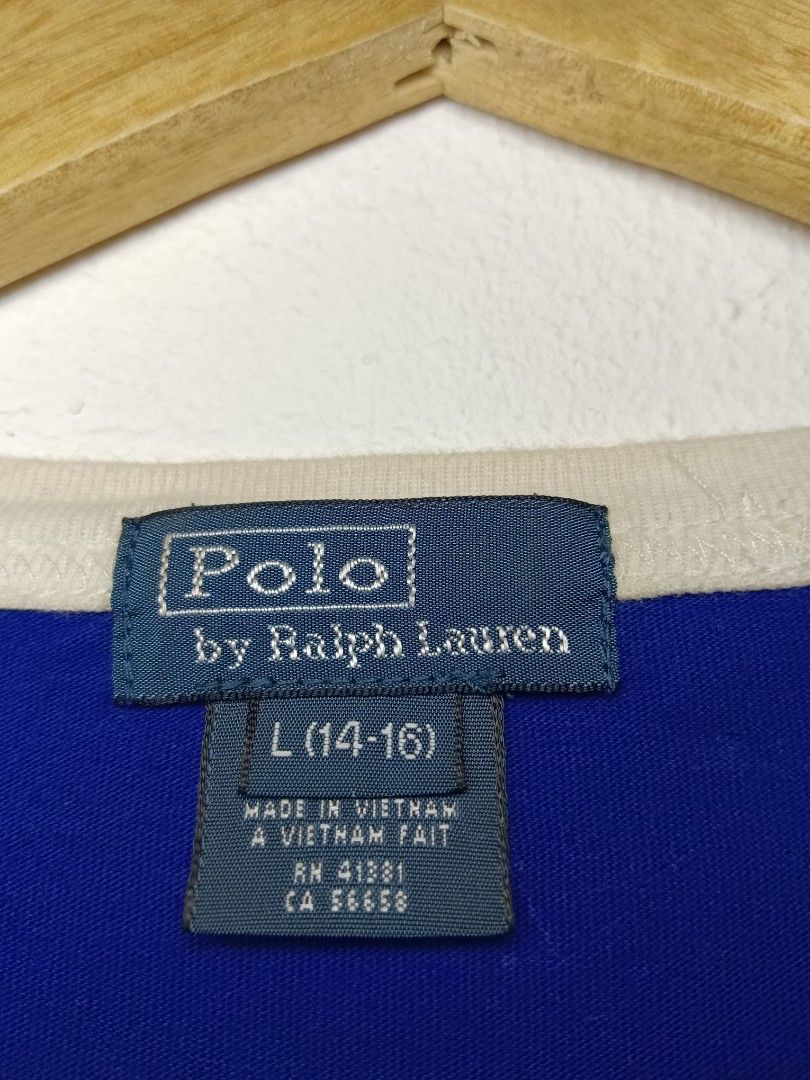 Polo
by Ralph Lauren
L (14-16)
MADE IN VIETNAM
A VIETNAM FAIT
RN 41381
CA 56658